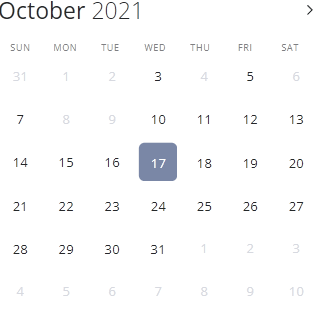 October 2021
SUN MON TUE WED THU FRI SAT
31 1 2 3 4 5 6
7 8 9 10 11 12 13
14 15 16 17 18 19 20
21 22 23 24 25 26 27
28 29 30 31 1 2 3
4 5 6 7 8 9 10